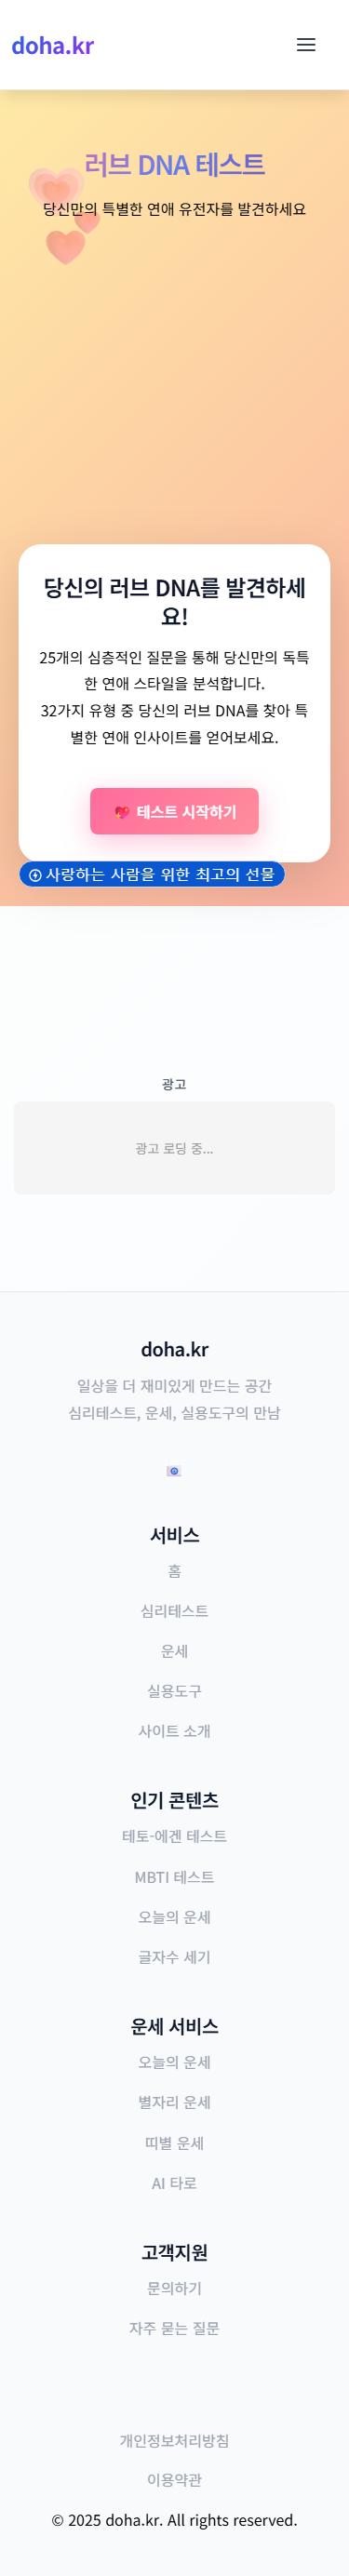 doha.kr
러브 DNA 테스트
당신만의 특별한 연애 유전자를 발견하세요
당신의 러브 DNA를 발견하세
요!
25개의 심층적인 질문을 통해 당신만의 독특
한 연애 스타일을 분석합니다.
32가지 유형 중 당신의 러브 DNA를 찾아 특
별한 연애 인사이트를 얻어보세요.
테스트 시작하기
사랑하는 사람을 위한 최고의 선물
광고
광고 로딩 중...
doha.kr
일상을 더 재미있게 만드는 공간
심리테스트, 운세, 실용도구의 만남
서비스
홈
심리테스트
운세
실용도구
사이트 소개
인기 콘텐츠
테토-에겐 테스트
MBTI 테스트
오늘의 운세
글자수 세기
운세 서비스
오늘의 운세
별자리 운세
띠별 운세
AI 타로
고객지원
문의하기
자주 묻는 질문
개인정보처리방침
이용약관
© 2025 doha.kr. All rights reserved.